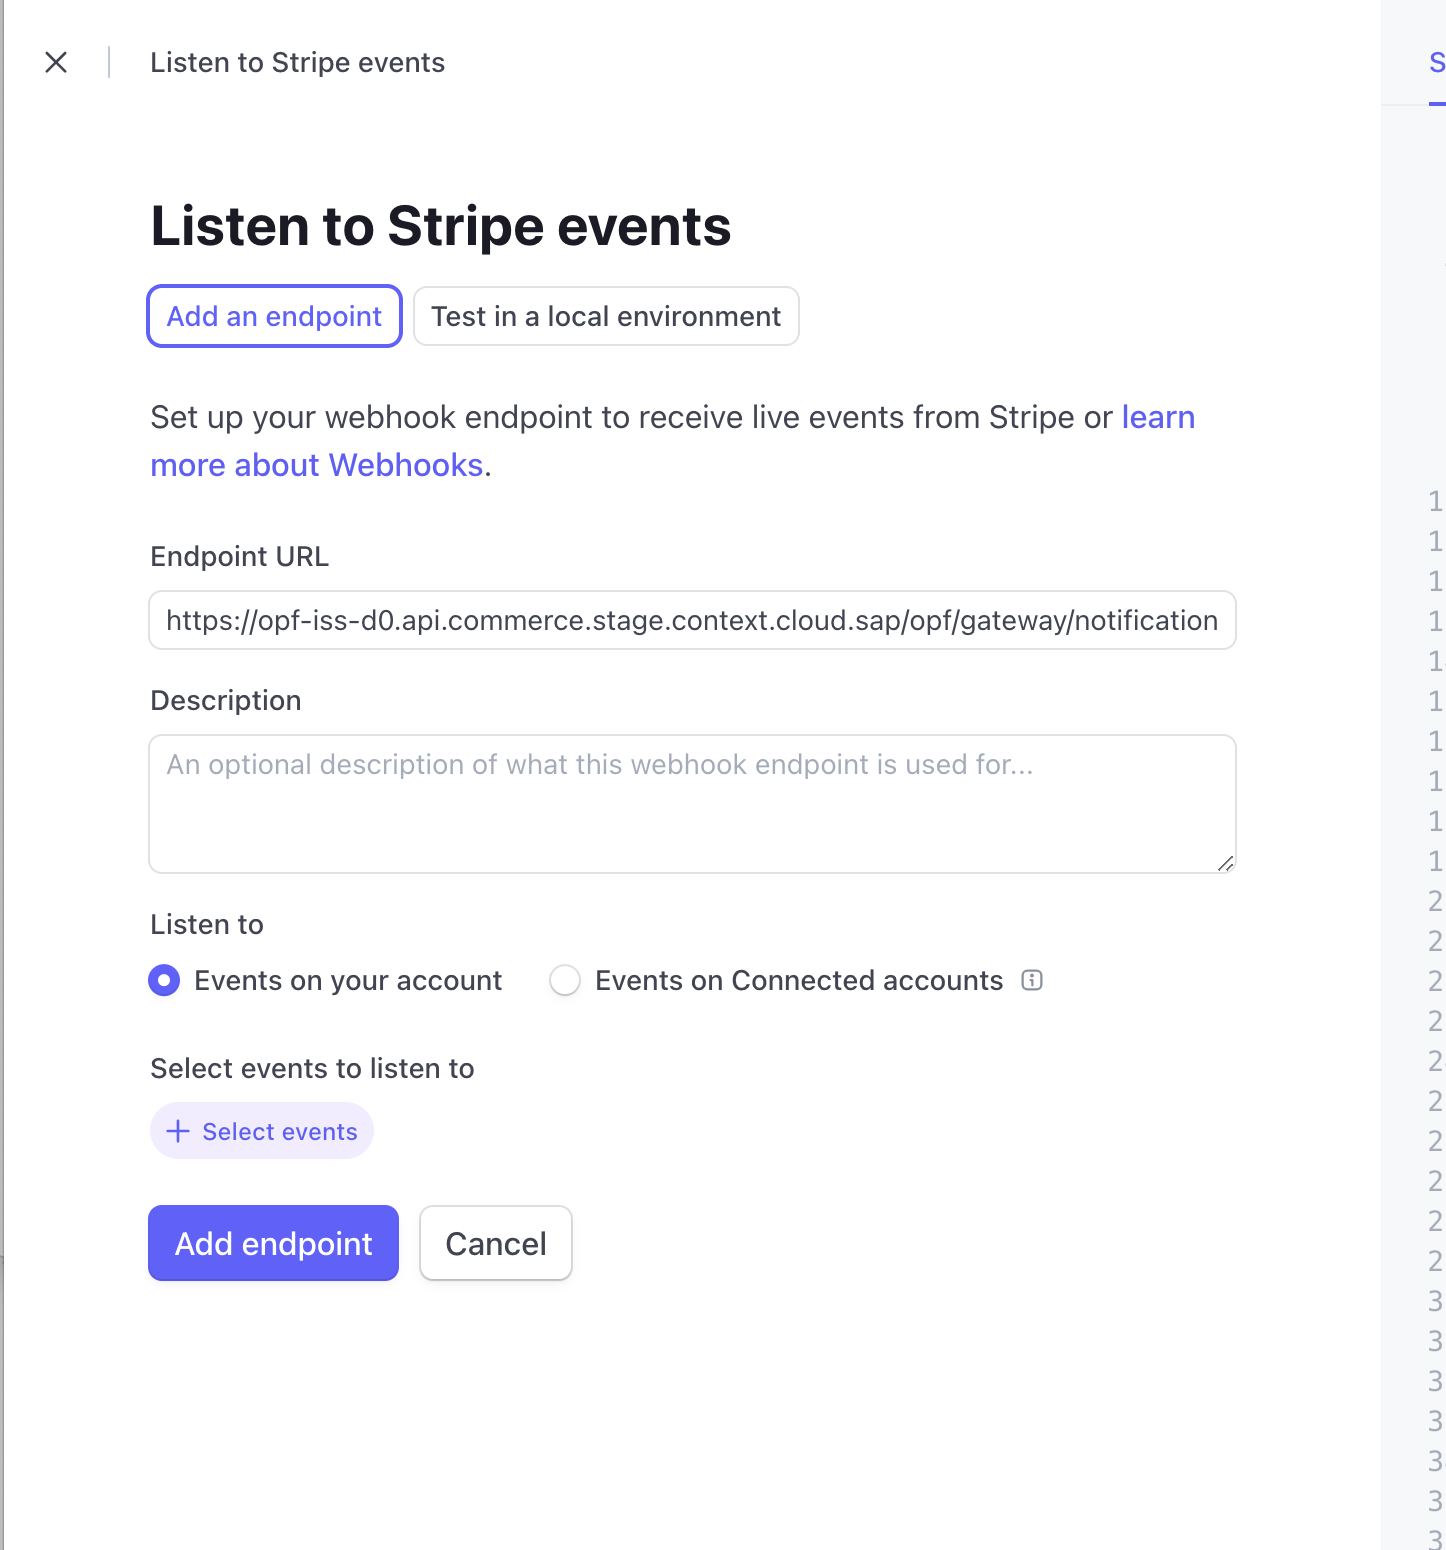 Listen to Stripe events
S
Listen to Stripe events
Add an endpoint
Test in a local environment
Set up your webhook endpoint to receive live events from Stripe or learn
more about Webhooks.
Endpoint URL
https://opf-iss-d0.api.commerce.stage.context.cloud.sap/opf/gateway/notification
Description
An optional description of what this webhook endpoint is used for...
Listen to
Events on your account
Events on Connected accounts
Select events to listen to
+ Select events
Add endpoint
Cancel
1
1
1
1
1
1
1
1
1
1
2
2
2
2
2
2
2
2
2
2
3
3
3
3
3
3
3